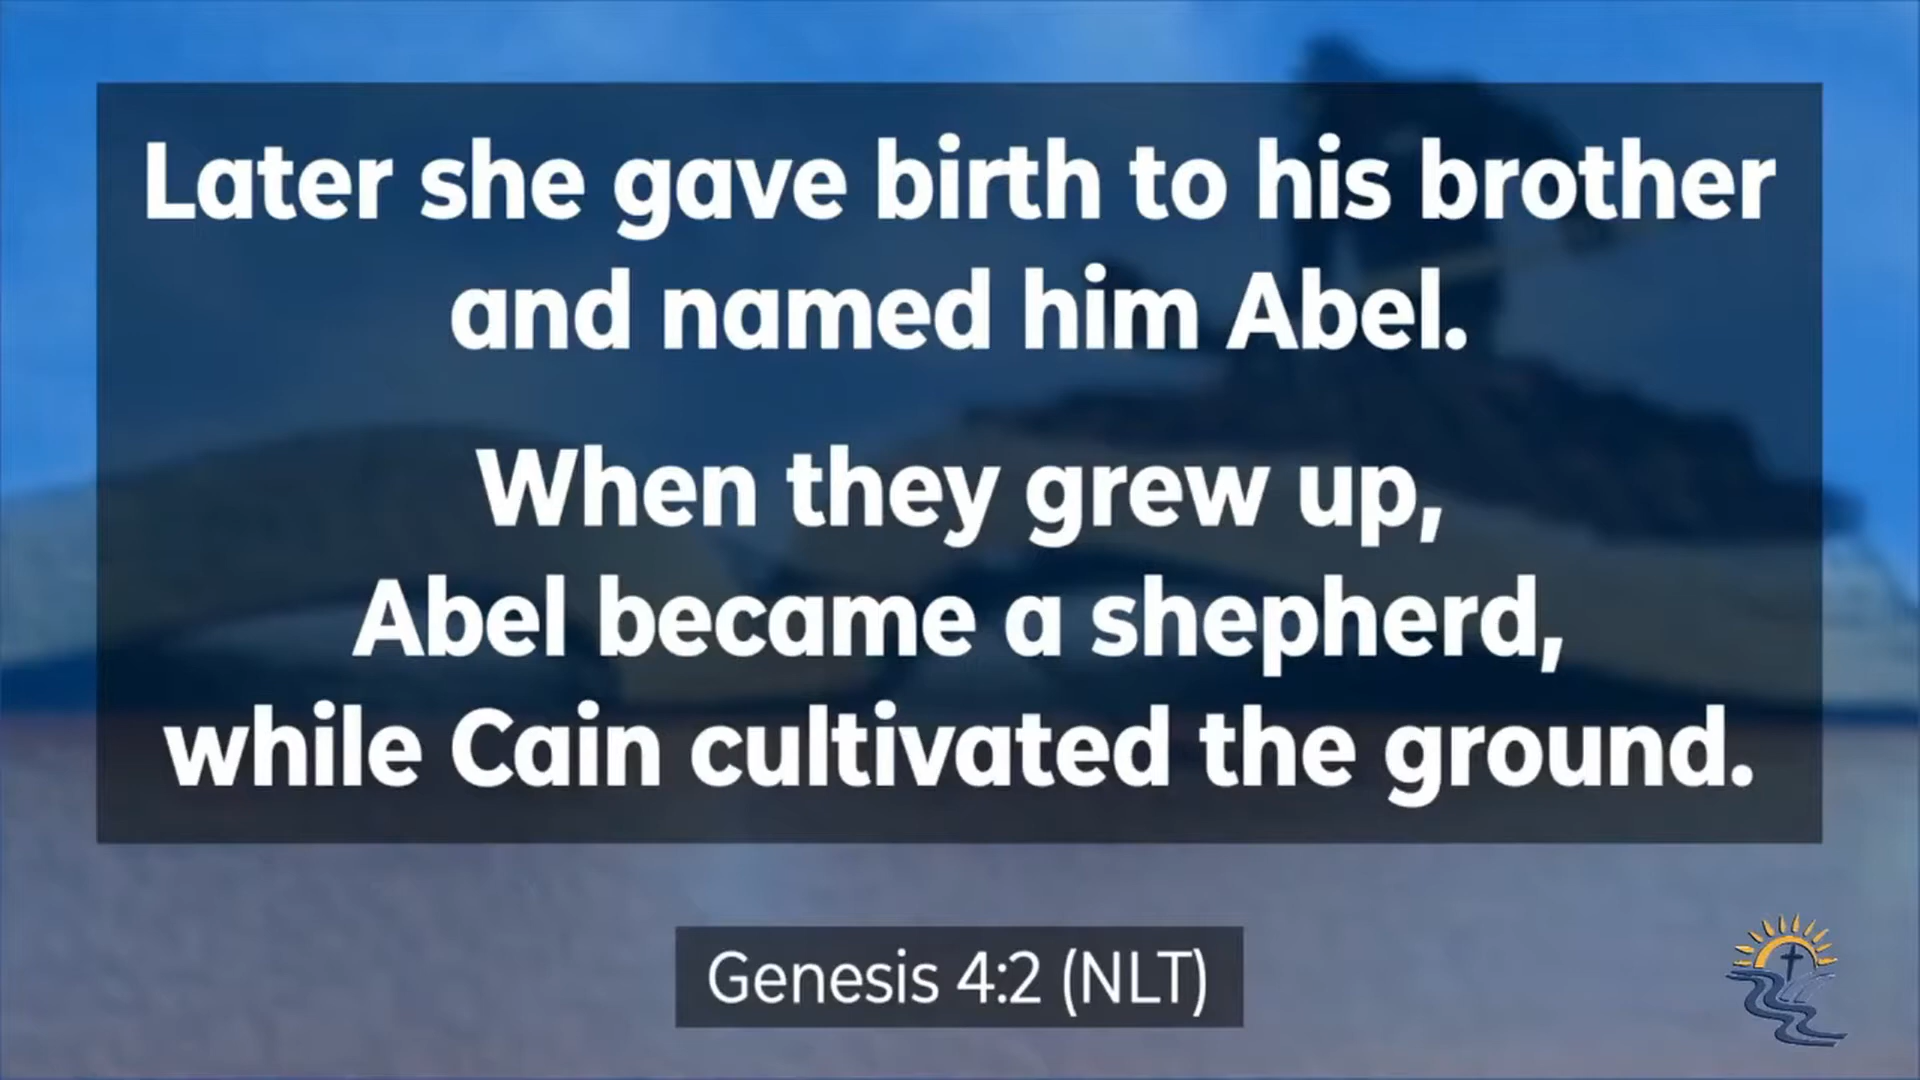 Later she gave birth to his brother
and named him Abel.
When they grew up,
Abel became a shepherd,
while Cain cultivated the ground.
Genesis 4:2 (NLT)